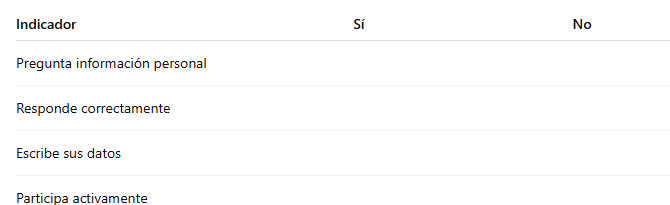 Indicador Sí No
Pregunta información personal
Responde correctamente
Escribe sus datos
Participa activamente